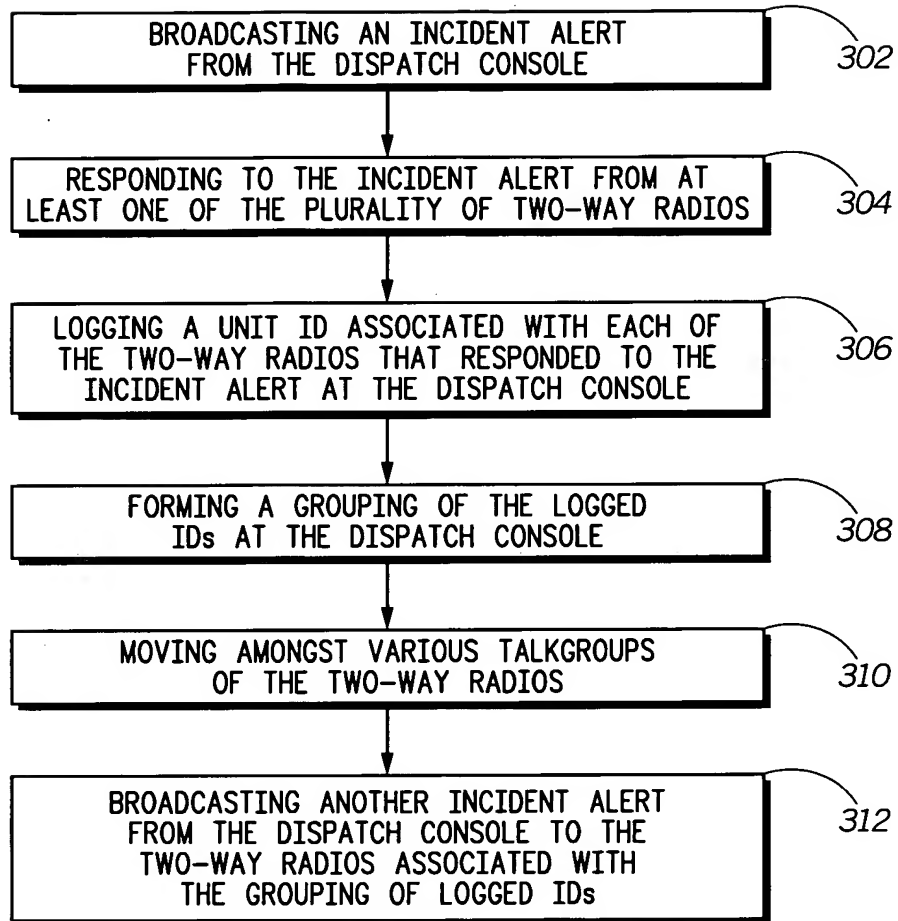 BROADCASTING AN INCIDENT ALERT
FROM THE DISPATCH CONSOLE
302
RESPONDING TO THE INCIDENT ALERT FROM AT
LEAST ONE OF THE PLURALITY OF TWO-WAY RADIOS
304
LOGGING A UNIT ID ASSOCIATED WITH EACH OF
THE TWO-WAY RADIOS THAT RESPONDED TO THE
INCIDENT ALERT AT THE DISPATCH CONSOLE
306
FORMING A GROUPING OF THE LOGGED
IDs AT THE DISPATCH CONSOLE
308
MOVING AMONGST VARIOUS TALKGROUPS
OF THE TWO-WAY RADIOS
310
BROADCASTING ANOTHER INCIDENT ALERT
FROM THE DISPATCH CONSOLE TO THE
TWO-WAY RADIOS ASSOCIATED WITH
THE GROUPING OF LOGGED IDs
312